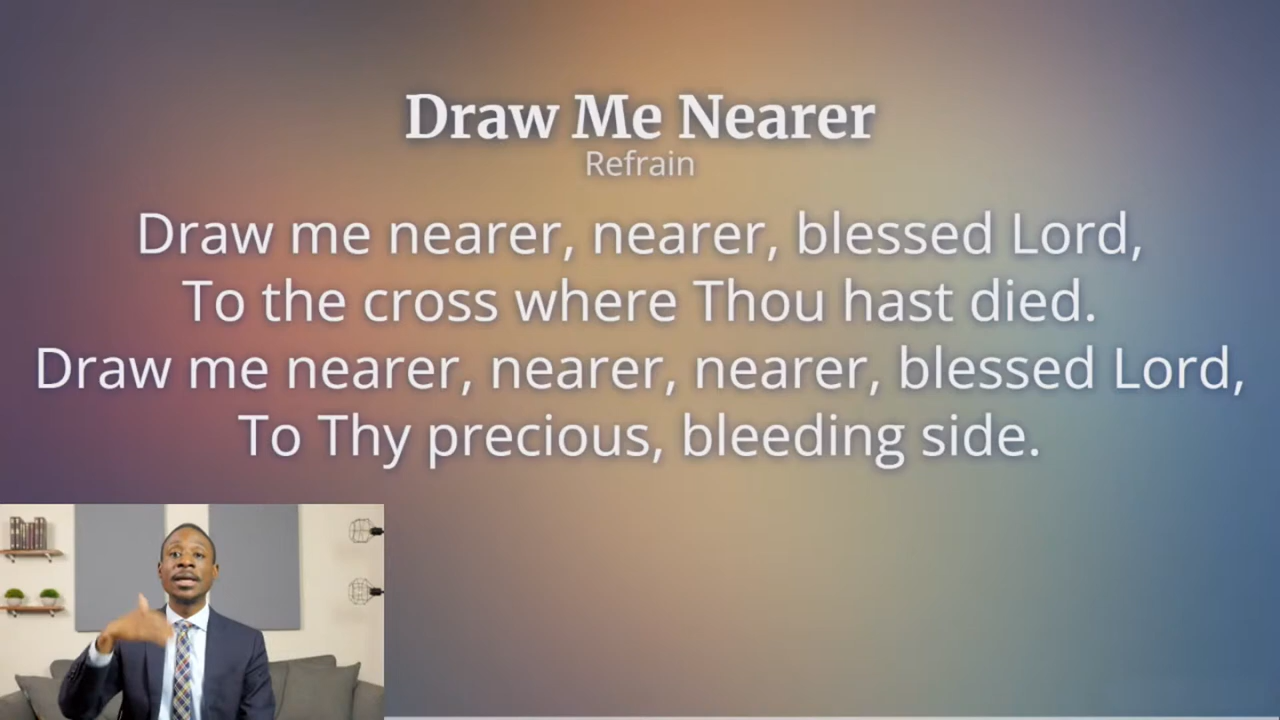 Draw Me Nearer
Refrain
Draw me nearer, nearer, blessed Lord,
To the cross where Thou hast died.
Draw me nearer, nearer, nearer, blessed Lord,
To Thy precious, bleeding side.